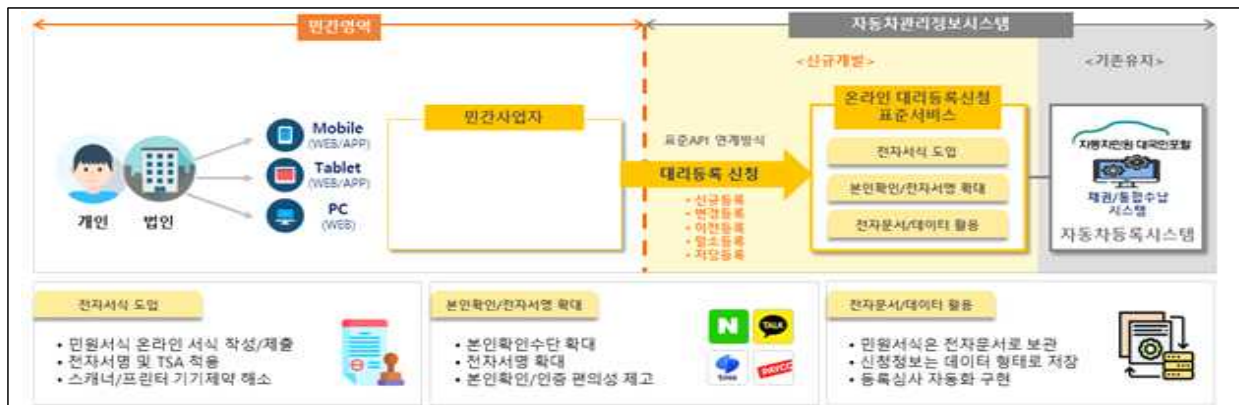 민간영역
자동차관리정보시스템
<신규개발>
<기존유지>
민간사업자
온라인 대리등록신청
표준서비스
Mobile
(WEB/APP)
Tablet
(WEB/APP)
PC
(WEB)
개인
법인
표준API 연계방식
대리등록 신청
• 신규등록
• 변경등록
• 이전등록
• 말소등록
• 저당등록
전자서식 도입
본인확인/전자서명 확대
전자문서/데이터 활용
자동차민원 대국민포털
채권/통합수납
시스템
자동차등록시스템
전자서식 도입
• 민원서식 온라인 서식 작성/제출
• 전자서명 및 TSA 적용
• 스캐너/프린터 기기제약 해소
본인확인/전자서명 확대
• 본인확인수단 확대
• 전자서명 확대
• 본인확인/인증 편의성 제고
N
TALK
toss
PAYCO
전자문서/데이터 활용
• 민원서식은 전자문서로 보관
• 신청정보는 데이터 형태로 저장
• 등록심사 자동화 구현